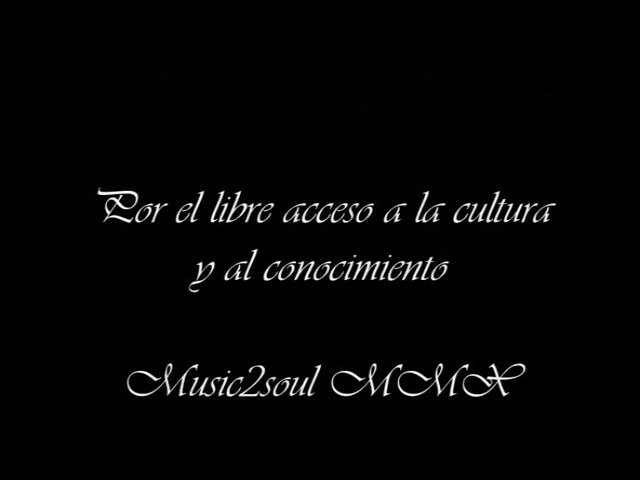 Por el libre acceso a la cultura
y al conocimiento
Music2soul MMX